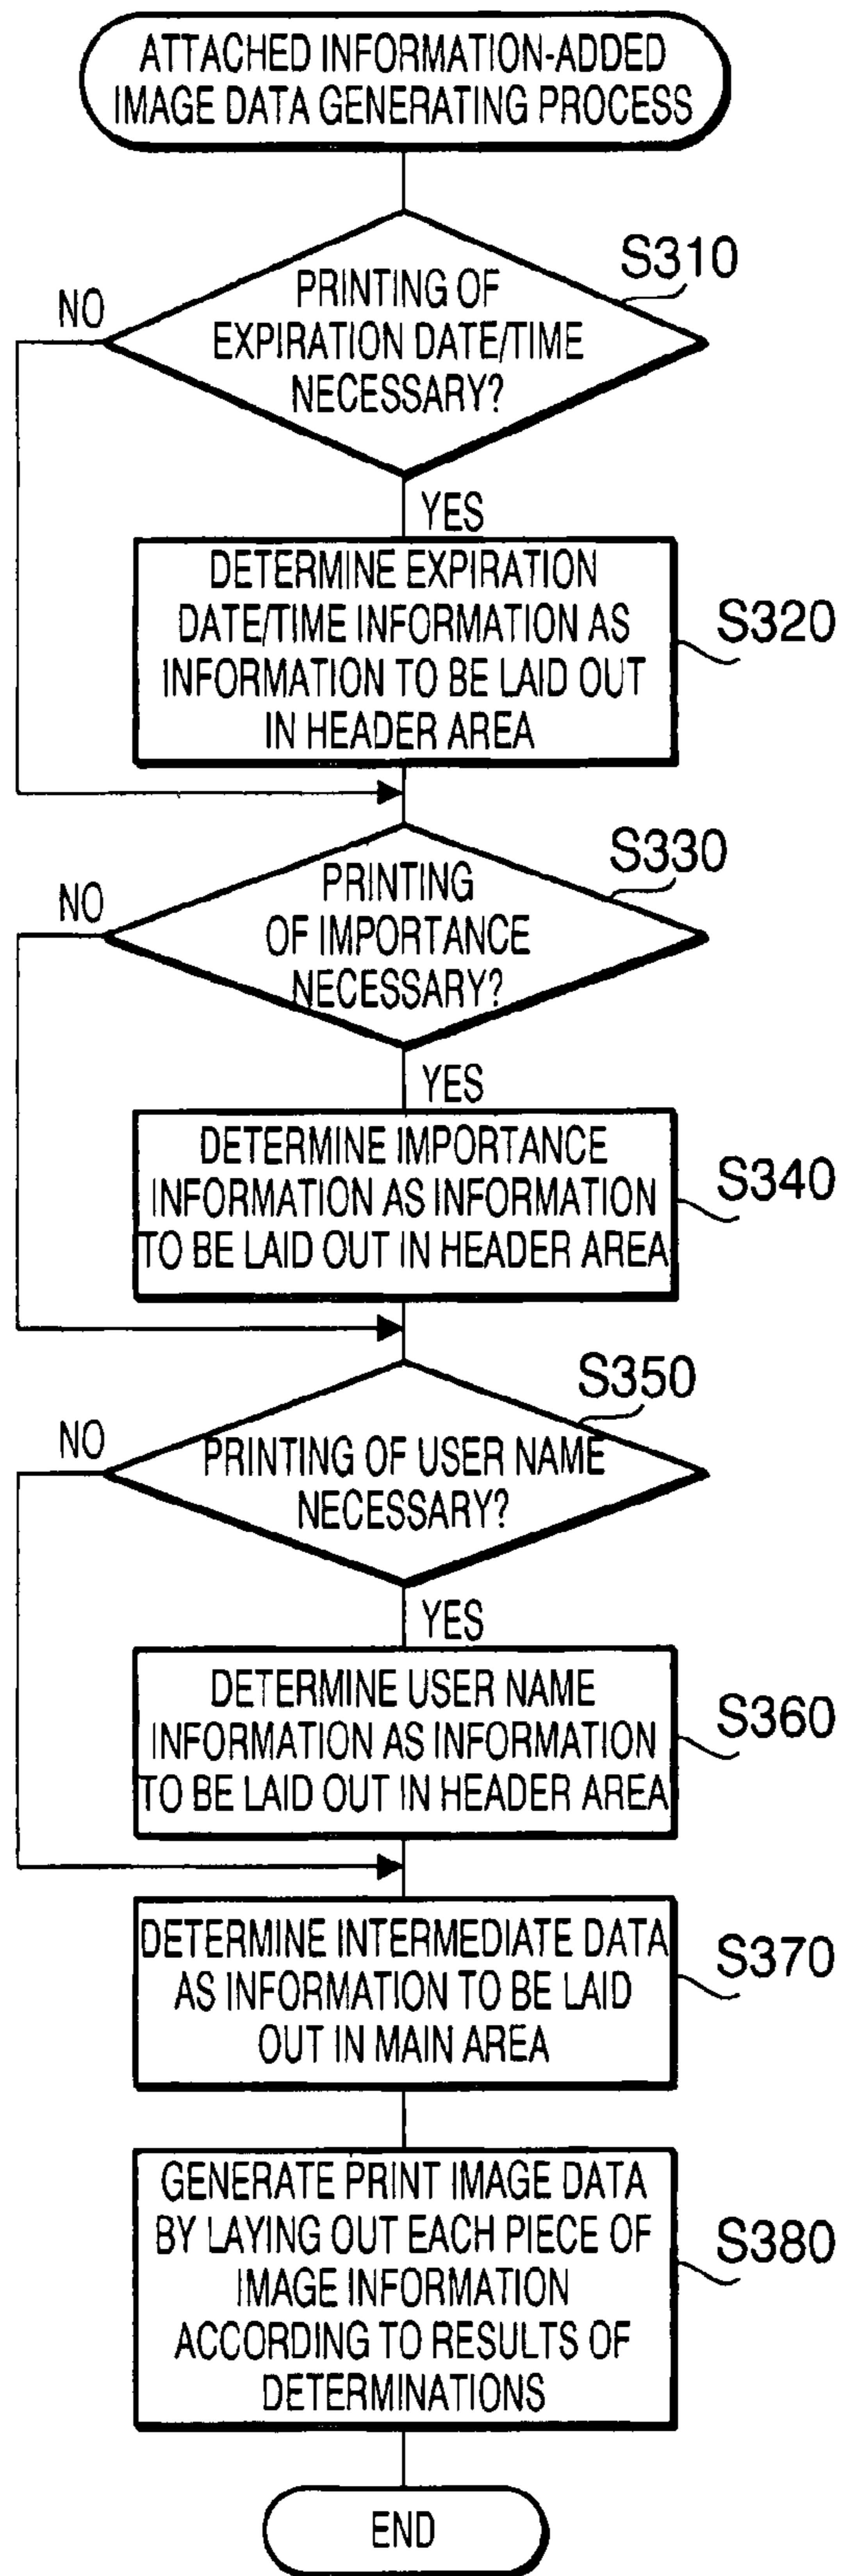 ATTACHED INFORMATION-ADDED
IMAGE DATA GENERATING PROCESS
S310
NO
PRINTING OF
EXPIRATION DATE/TIME
NECESSARY?
YES
DETERMINE EXPIRATION
DATE/TIME INFORMATION AS
INFORMATION TO BE LAID OUT
IN HEADER AREA
S320
S330
NO
PRINTING
OF IMPORTANCE
NECESSARY?
YES
DETERMINE IMPORTANCE
INFORMATION AS INFORMATION
TO BE LAID OUT IN HEADER AREA
S340
S350
NO
PRINTING OF USER NAME
NECESSARY?
YES
DETERMINE USER NAME
INFORMATION AS INFORMATION
TO BE LAID OUT IN HEADER AREA
S360
DETERMINE INTERMEDIATE DATA
AS INFORMATION TO BE LAID
OUT IN MAIN AREA
S370
GENERATE PRINT IMAGE DATA
BY LAYING OUT EACH PIECE OF
IMAGE INFORMATION
ACCORDING TO RESULTS OF
DETERMINATIONS
S380
END